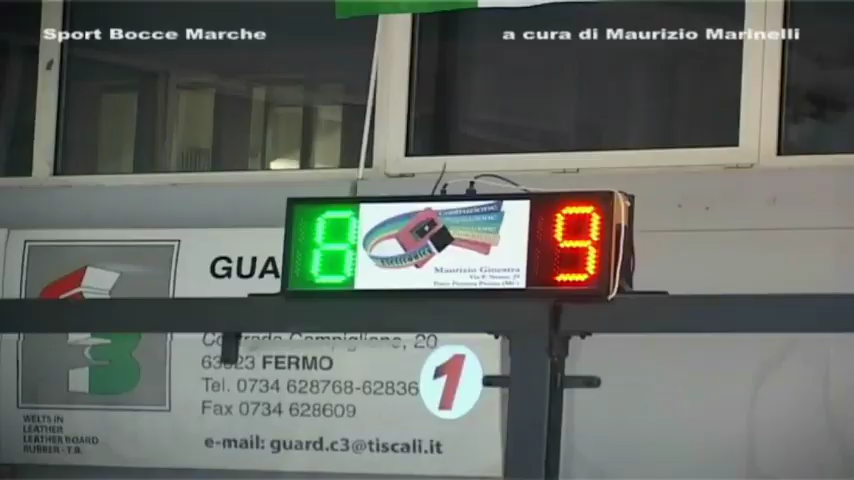 Sport Bocce Marche
a cura di Maurizio Marinelli
8
9
Costruzione
Maurizio Ginestra
GUA
Contrada Campiglione, 20
63023 FERMO
Tel. 0734 628768-62836
Fax 0734 628609
e-mail: guard.c3@tiscali.it
1
WELTS IN
LEATHER
LEATHER BOARD
RUBBER - T.R.